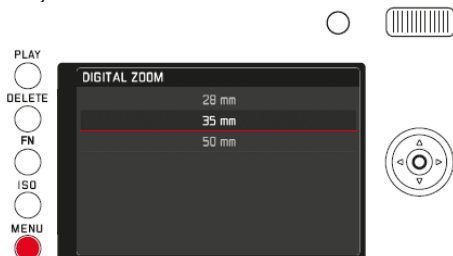 PLAY
DIGITAL ZOOM
DELETE
28 mm
35 mm
FN
50 mm
ISO
MENU